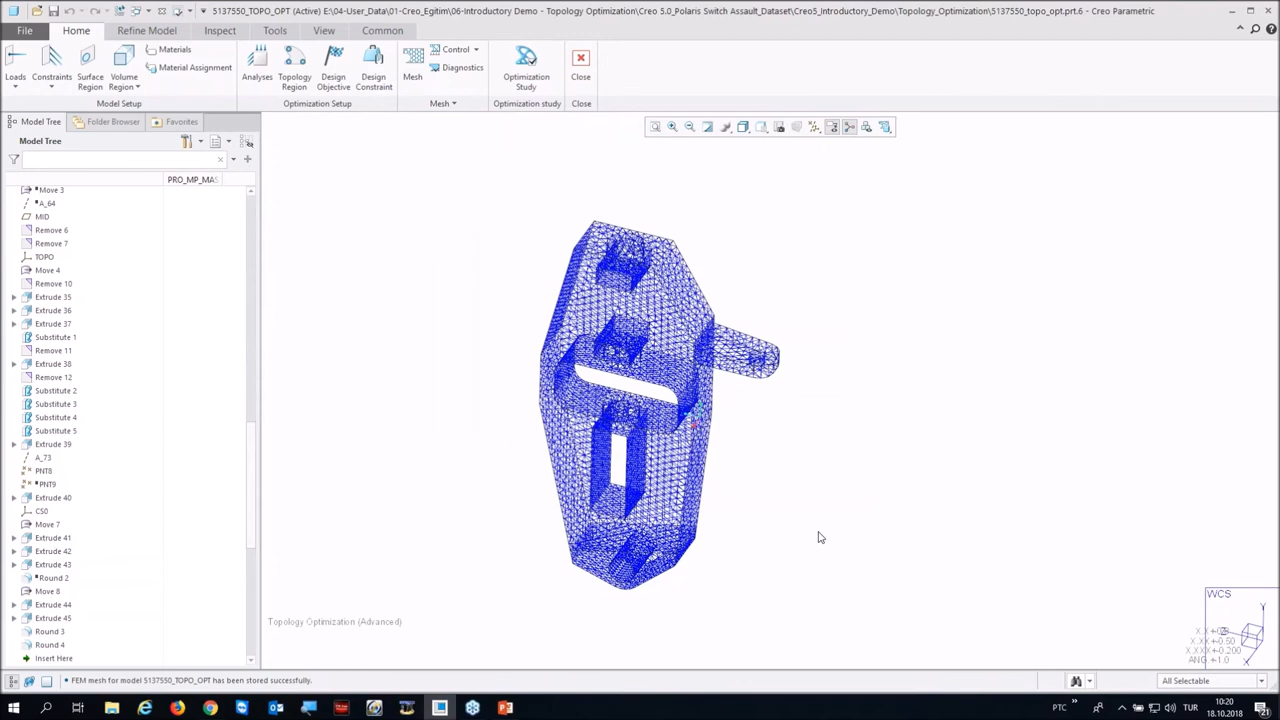 5137550_TOPO_OPT (Active) E:\04-User_Data\01-Creo_Egitim\06-Introductory Demo - Topology Optimization\Creo 5.0_Polaris Switch Assault_Dataset\Creo5_Introductory_Demo\Topology_Optimization\5137550_topo_opt.prt.6 - Creo Parametric
File Home Refine Model Inspect Tools View Common
Loads Constraints Surface Region Volume Region Materials Material Assignment
Analyses Topology Region Design Objective Design Constraint
Mesh Control Diagnostics
Optimization Study
Close
Model Setup Optimization Setup Mesh Optimization study Close
Model Tree Folder Browser Favorites
Model Tree
PRO_MP_MAS
Move 3
A_64
MID
Remove 6
Remove 7
TOPO
Move 4
Remove 10
Extrude 35
Extrude 36
Extrude 37
Substitute 1
Remove 11
Extrude 38
Remove 12
Substitute 2
Substitute 3
Substitute 4
Substitute 5
Extrude 39
A_73
PNT8
PNT9
Extrude 40
CS0
Move 7
Extrude 41
Extrude 42
Extrude 43
Round 2
Move 8
Extrude 44
Extrude 45
Round 3
Round 4
Insert Here
Topology Optimization (Advanced)
WCS
Y
X
X.XX+-0.50
X.XXX+-0.200
ANG.+-1.0
FEM mesh for model 5137550_TOPO_OPT has been stored successfully.
All Selectable
PTC
TUR
10:20
18.10.2018
21